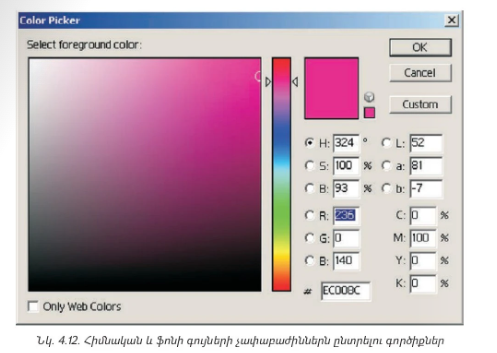 Color Picker
Select foreground color:
OK
Cancel
Custom
H: 324 °
L: 52
S: 100 %
a: 81
B: 93 %
b: -7
R: 236
C: 0 %
G: 0
M: 100 %
B: 140
Y: 0 %
# EC008C
K: 0 %
Only Web Colors
Նկ. 4.12. Հիմնական և ֆոնի գույների չափաբաժիններն ընտրելու գործիքներ